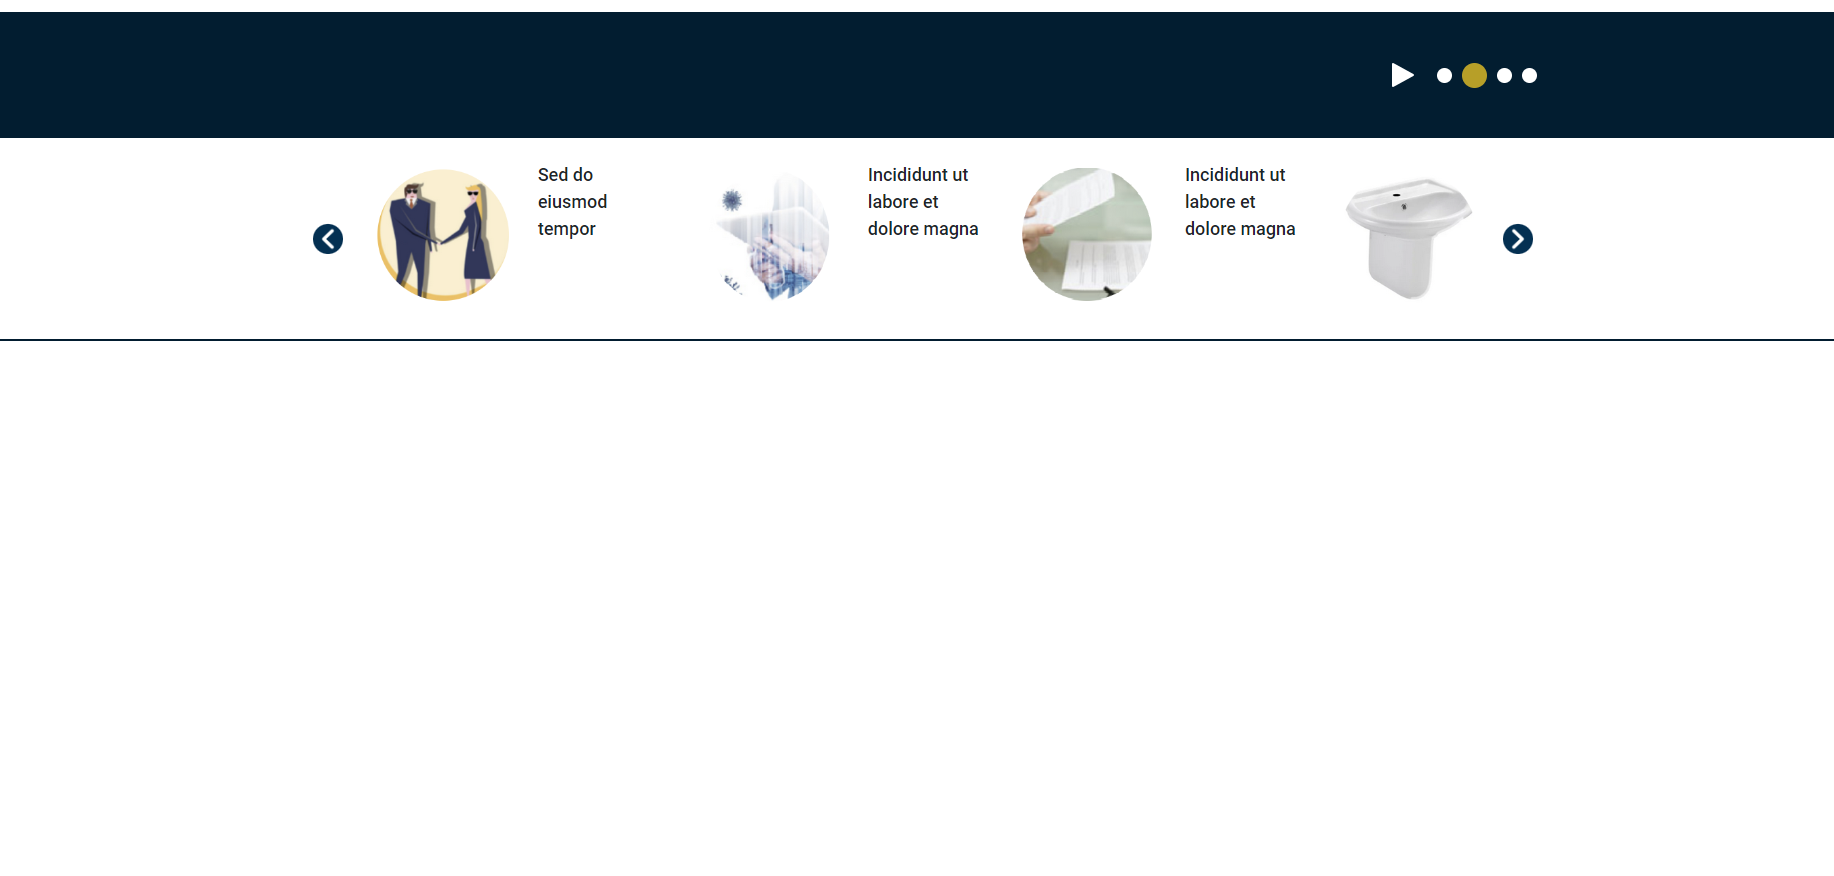 Sed do
eiusmod
tempor
Incididunt ut
labore et
dolore magna
Incididunt ut
labore et
dolore magna